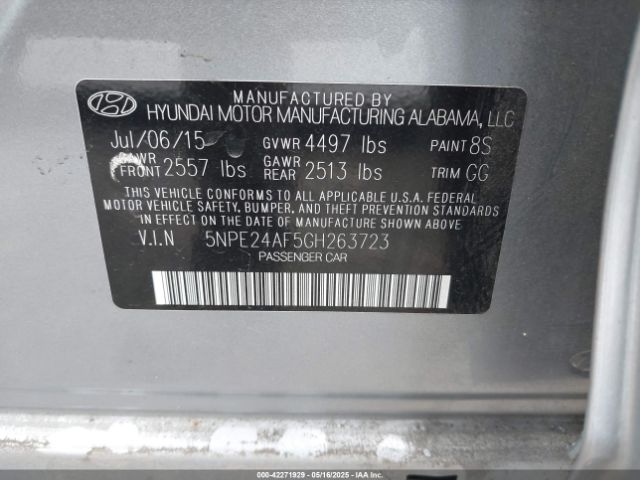 MANUFACTURED BY
HYUNDAI MOTOR MANUFACTURING ALABAMA, LLC
Jul/06/15 GVWR 4497 lbs PAINT 8S
GAWR FRONT 2557 lbs GAWR REAR 2513 lbs TRIM GG
THIS VEHICLE CONFORMS TO ALL APPLICABLE U.S.A. FEDERAL
MOTOR VEHICLE SAFETY, BUMPER, AND THEFT PREVENTION
STANDARDS IN EFFECT ON THE DATE OF MANUFACTURE SHOWN ABOVE.
V.I.N 5NPE24AF5GH263723
PASSENGER CAR
000-42271929 - 05/16/2025 - IAA, Inc.